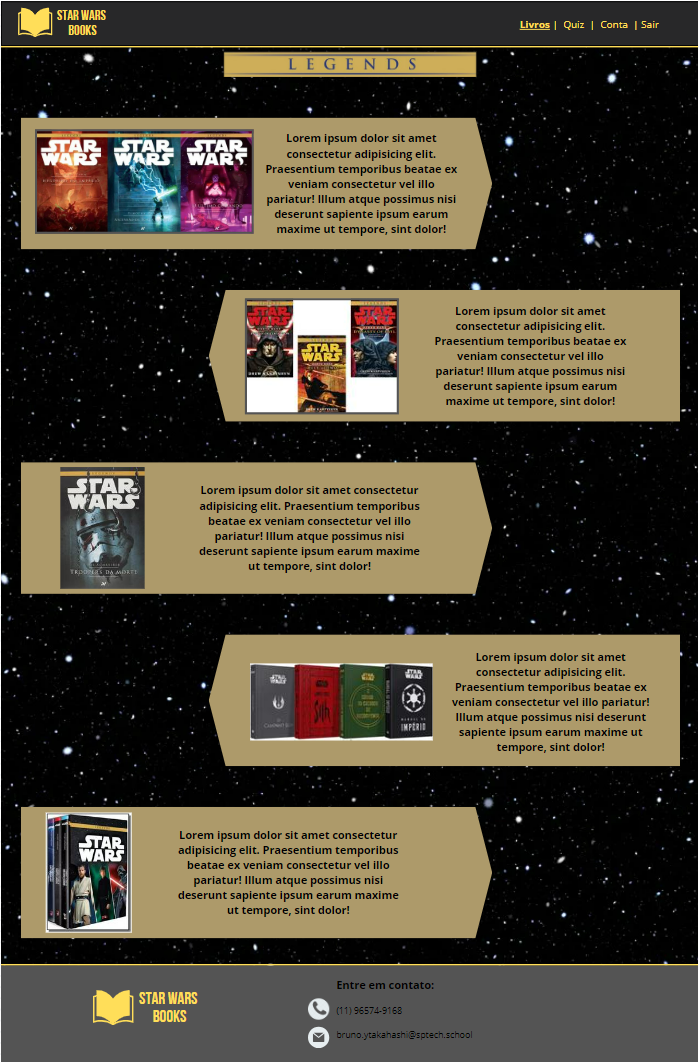 STAR WARS
BOOKS
Livros | Quiz | Conta | Sair
LEGENDS
LEGENDS
STAR WARS
STAR WARS
STAR WARS
Lorem ipsum dolor sit amet
consectetur adipisicing elit.
Praesentium temporibus beatae ex
veniam consectetur vel illo
pariatur! Illum atque possimus nisi
deserunt sapiente ipsum earum
maxime ut tempore, sint dolor!
STAR WARS
STAR WARS
STAR WARS
DREW KARPYSHYN
Lorem ipsum dolor sit amet
consectetur adipisicing elit.
Praesentium temporibus beatae ex
veniam consectetur vel illo
pariatur! Illum atque possimus nisi
deserunt sapiente ipsum earum
maxime ut tempore, sint dolor!
LEGENDS
STAR WARS
TROOPERS DA MORTE
Lorem ipsum dolor sit amet consectetur
adipisicing elit. Praesentium temporibus
beatae ex veniam consectetur vel illo
pariatur! Illum atque possimus nisi
deserunt sapiente ipsum earum maxime
ut tempore, sint dolor!
STAR WARS
Sith
MANUAL DO
IMPÉRIO
Lorem ipsum dolor sit amet
consectetur adipisicing elit.
Praesentium temporibus beatae ex
veniam consectetur vel illo pariatur!
Illum atque possimus nisi deserunt
sapiente ipsum earum maxime ut
tempore, sint dolor!
STAR WARS
Lorem ipsum dolor sit amet consectetur
adipisicing elit. Praesentium temporibus
beatae ex veniam consectetur vel illo
pariatur! Illum atque possimus nisi
deserunt sapiente ipsum earum maxime
ut tempore, sint dolor!
STAR WARS
BOOKS
Entre em contato:
(11) 96574-9168
bruno.ytakahashi@sptech.school